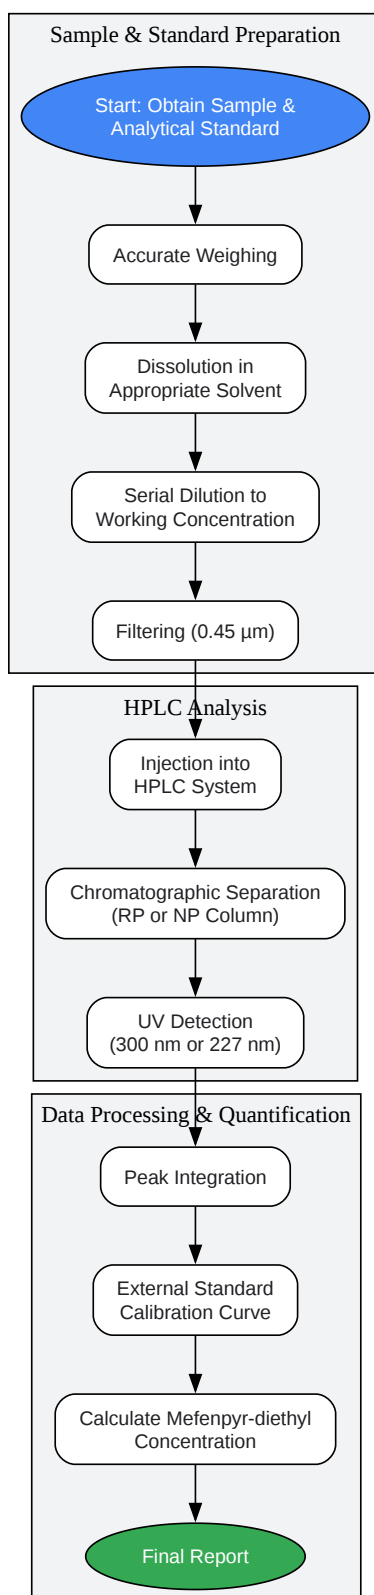 Sample & Standard Preparation
Start: Obtain Sample &
Analytical Standard
Accurate Weighing
Dissolution in
Appropriate Solvent
Serial Dilution to
Working Concentration
Filtering (0.45 µm)
HPLC Analysis
Injection into
HPLC System
Chromatographic Separation
(RP or NP Column)
UV Detection
(300 nm or 227 nm)
Data Processing & Quantification
Peak Integration
External Standard
Calibration Curve
Calculate Mefenpyr-diethyl
Concentration
Final Report